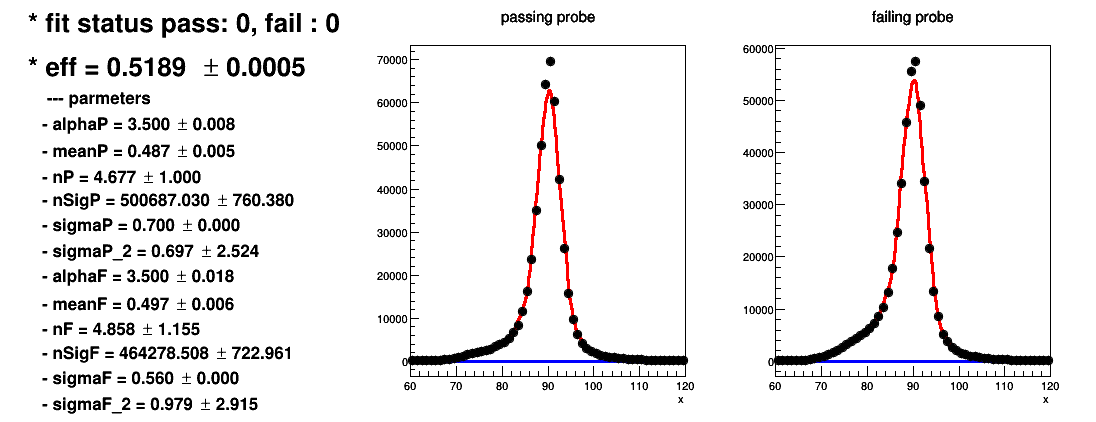 * fit status pass: 0, fail : 0
* eff = 0.5189 ± 0.0005
--- parmeters
- alphaP = 3.500 ± 0.008
- meanP = 0.487 ± 0.005
- nP = 4.677 ± 1.000
- nSigP = 500687.030 ± 760.380
- sigmaP = 0.700 ± 0.000
- sigmaP_2 = 0.697 ± 2.524
- alphaF = 3.500 ± 0.018
- meanF = 0.497 ± 0.006
- nF = 4.858 ± 1.155
- nSigF = 464278.508 ± 722.961
- sigmaF = 0.560 ± 0.000
- sigmaF_2 = 0.979 ± 2.915
passing probe
70000
60000
50000
40000
30000
20000
10000
0
60 70 80 90 100 110 120
x
failing probe
60000
50000
40000
30000
20000
10000
0
60 70 80 90 100 110 120
x